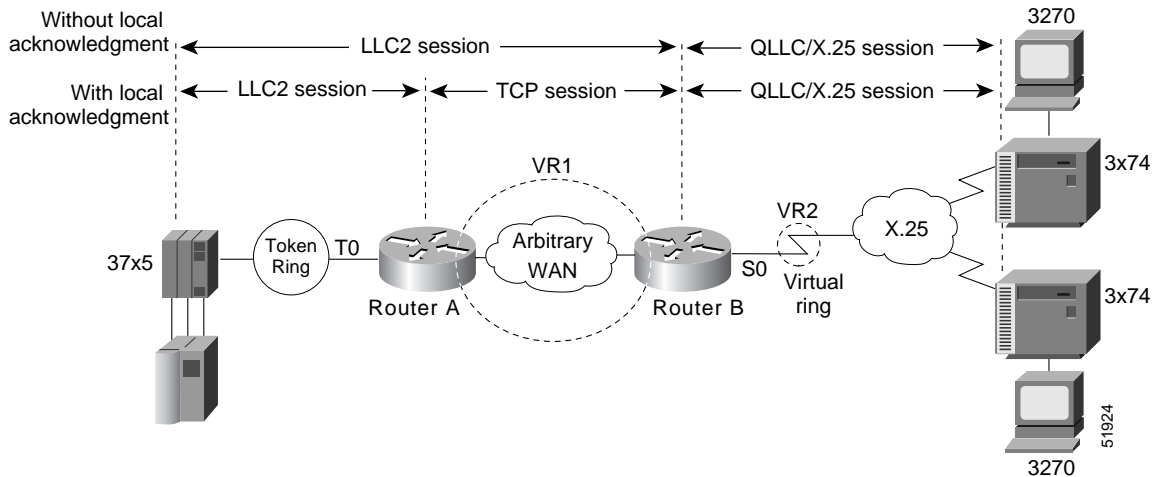 Without local
acknowledgment
LLC2 session
QLLC/X.25 session
3270
With local
acknowledgment
LLC2 session
TCP session
QLLC/X.25 session
3x74
VR1
VR2
X.25
37x5
Token
Ring
T0
Arbitrary
WAN
S0
Router A
Router B
Virtual
ring
3x74
3270
51924